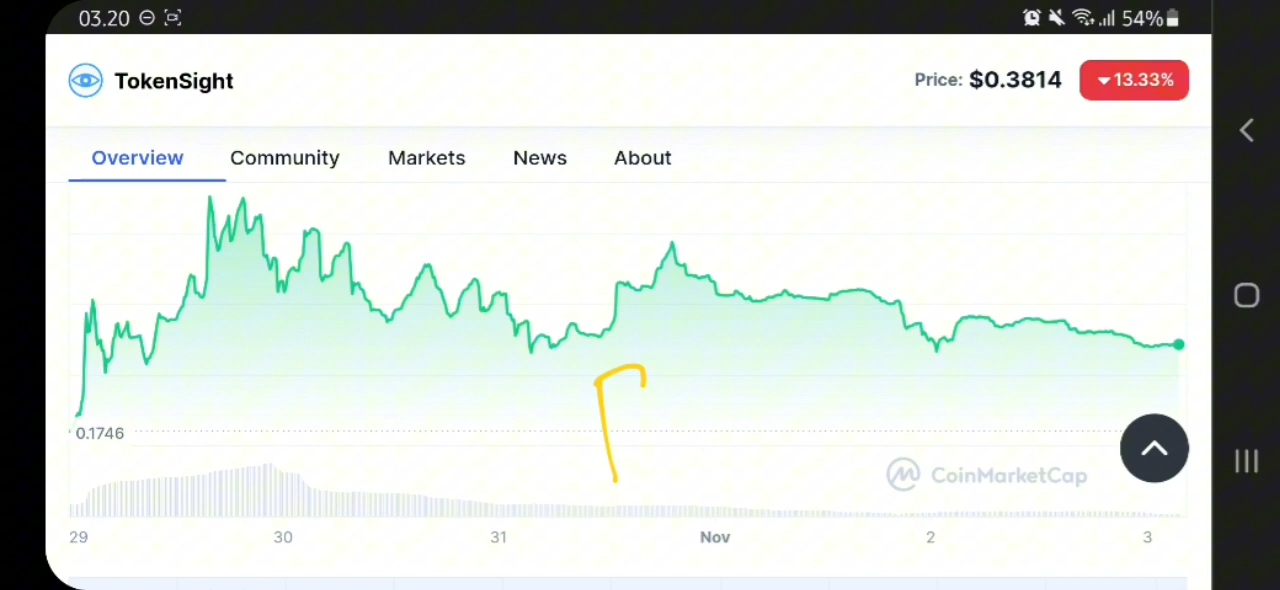 03.20 54%
TokenSight Price: $0.3814 13.33%
Overview Community Markets News About
0.1746
CoinMarketCap
29 30 31 Nov 2 3